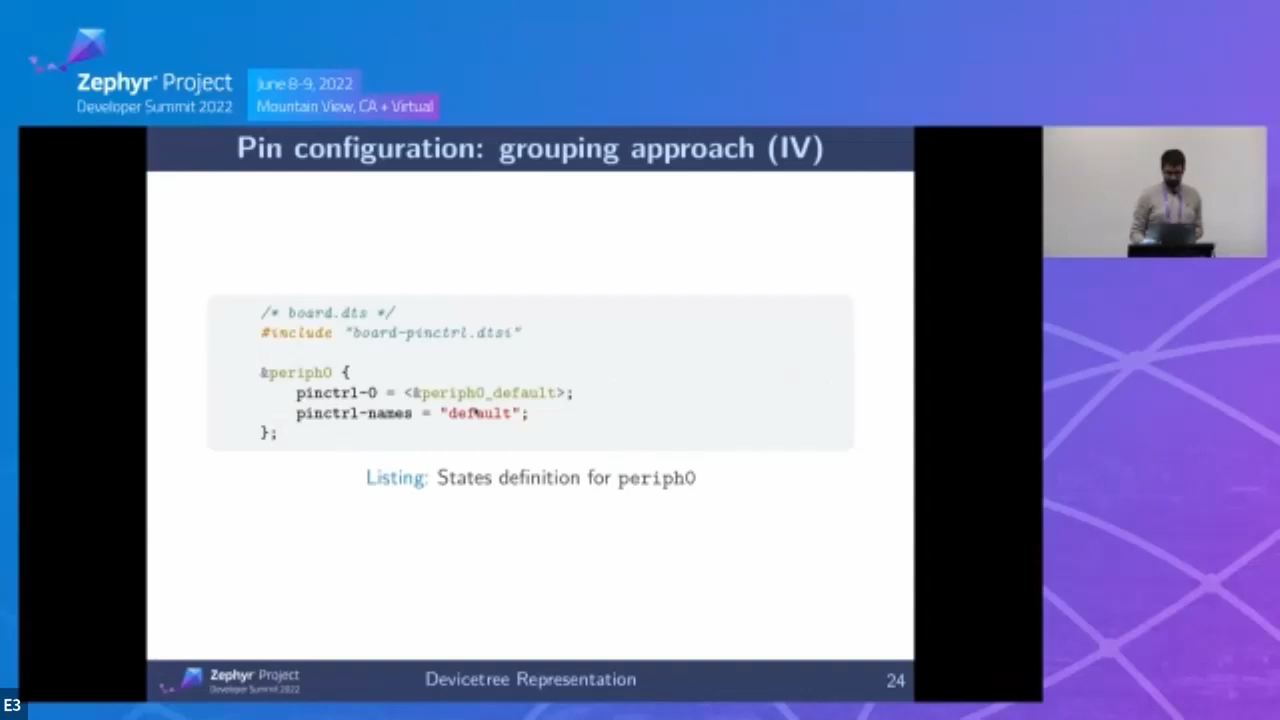 Zephyr® Project
Developer Summit 2022
June 8-9, 2022
Mountain View, CA + Virtual
Pin configuration: grouping approach (IV)
/* board.dts */
#include "board-pinctrl.dtsi"
&periph0 {
pinctrl-0 = <&periph0_default>;
pinctrl-names = "default";
};
Listing: States definition for periph0
Zephyr Project
Developer Summit 2022
Devicetree Representation
24
E3